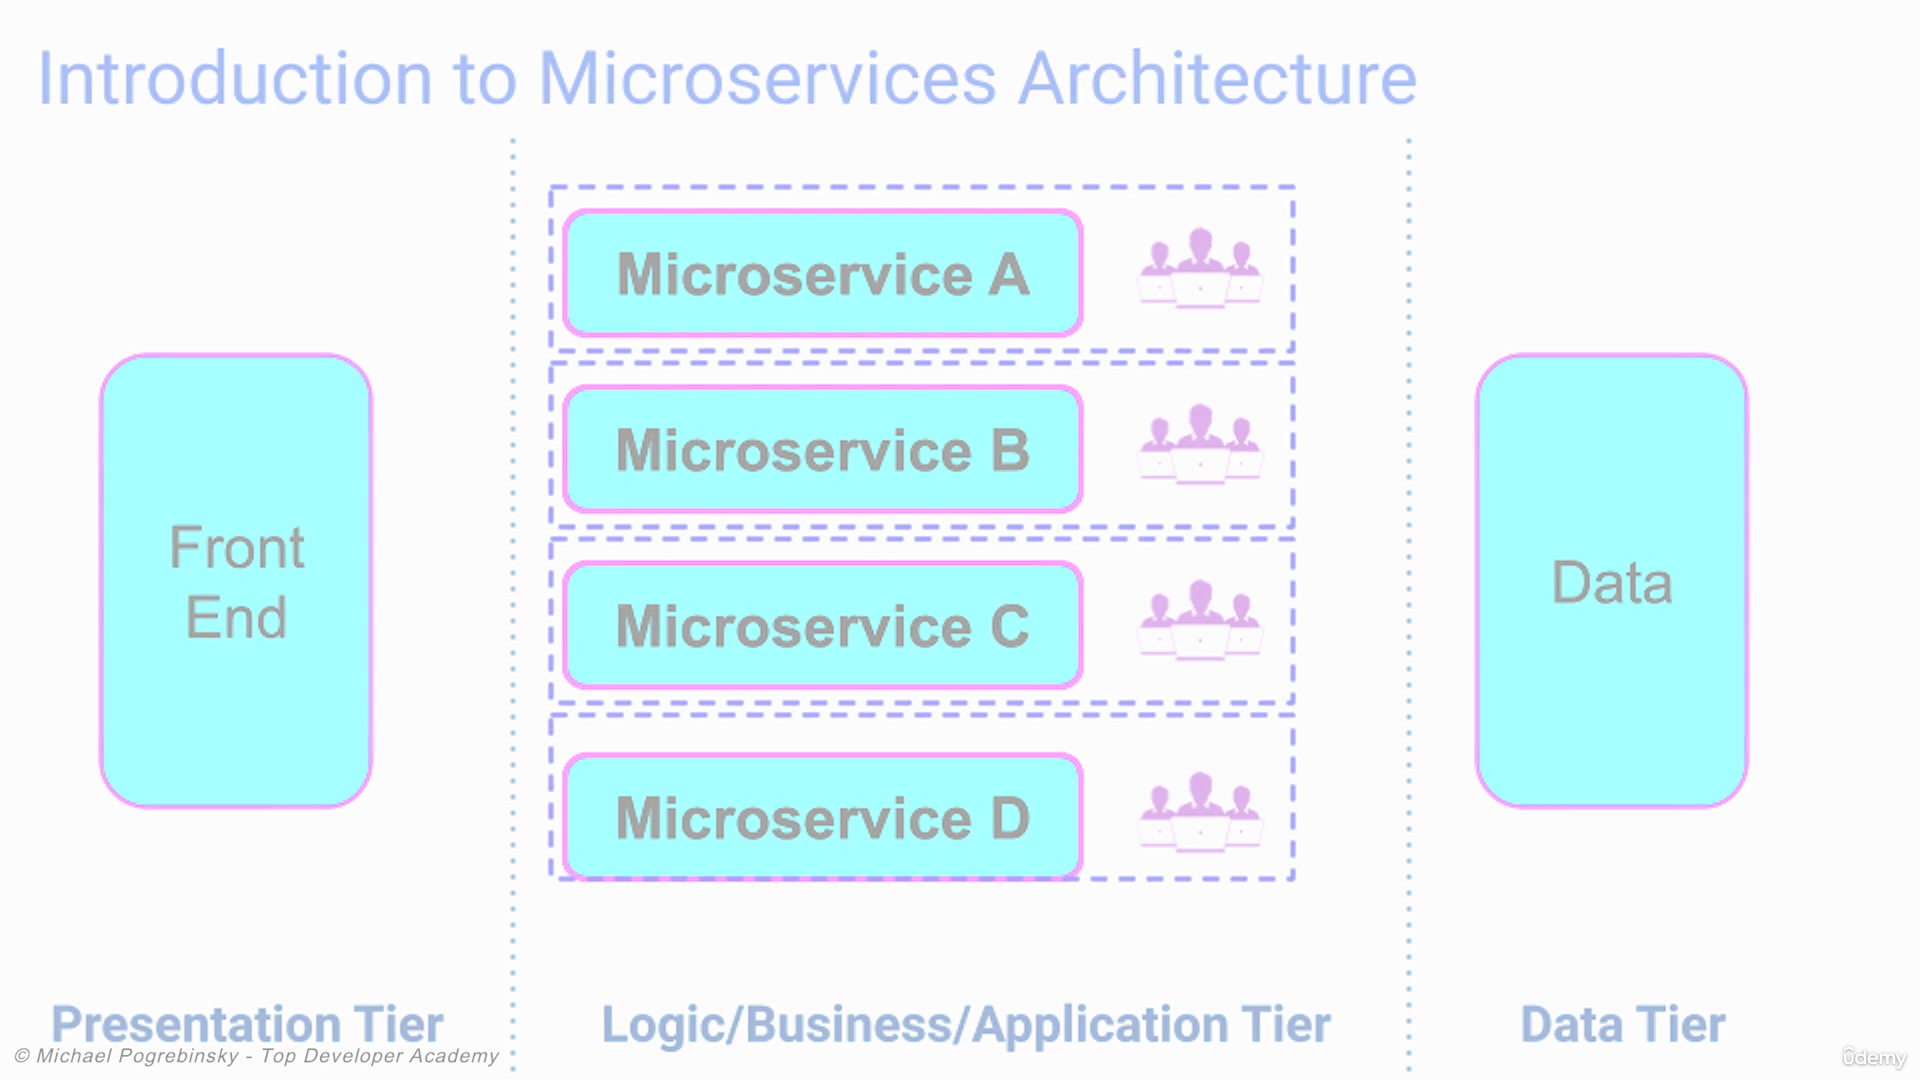 Introduction to Microservices Architecture
Microservice A
Microservice B
Microservice C
Microservice D
Front
End
Data
Presentation Tier
Logic/Business/Application Tier
Data Tier
© Michael Pogrebinsky - Top Developer Academy
ûdemy